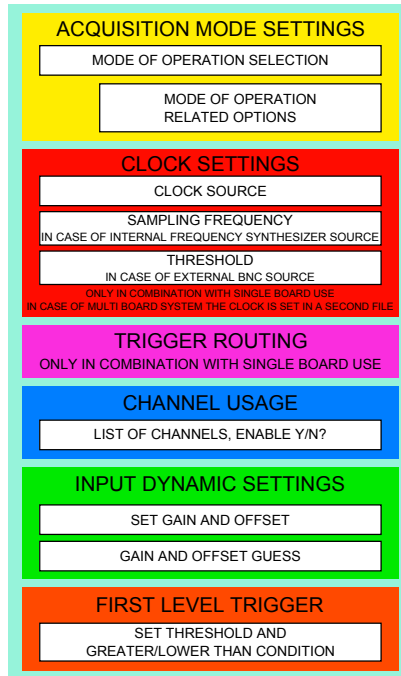 ACQUISITION MODE SETTINGS
MODE OF OPERATION SELECTION
MODE OF OPERATION
RELATED OPTIONS
CLOCK SETTINGS
CLOCK SOURCE
SAMPLING FREQUENCY
IN CASE OF INTERNAL FREQUENCY SYNTHESIZER SOURCE
THRESHOLD
IN CASE OF EXTERNAL BNC SOURCE
ONLY IN COMBINATION WITH SINGLE BOARD USE
IN CASE OF MULTI BOARD SYSTEM THE CLOCK IS SET IN A SECOND FILE
TRIGGER ROUTING
ONLY IN COMBINATION WITH SINGLE BOARD USE
CHANNEL USAGE
LIST OF CHANNELS, ENABLE Y/N?
INPUT DYNAMIC SETTINGS
SET GAIN AND OFFSET
GAIN AND OFFSET GUESS
FIRST LEVEL TRIGGER
SET THRESHOLD AND
GREATER/LOWER THAN CONDITION